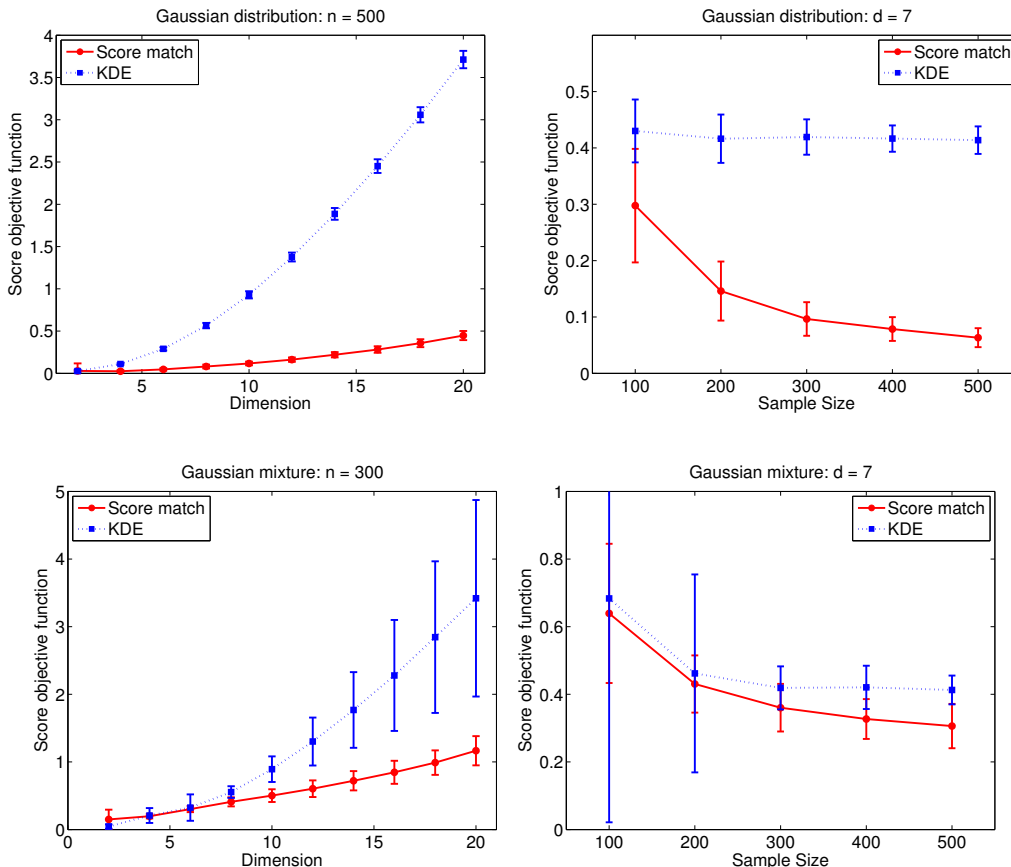 Gaussian distribution: n = 500
Socre objective function
4
3.5
3
2.5
2
1.5
1
0.5
0
Score match
KDE
5
10
15
20
Dimension
Gaussian distribution: d = 7
Score objective function
0.5
0.4
0.3
0.2
0.1
0
Score match
KDE
100
200
300
400
500
Sample Size
Gaussian mixture: n = 300
Score objective function
5
4
3
2
1
0
Score match
KDE
0
5
10
15
20
Dimension
Gaussian mixture: d = 7
Score objective function
1
0.8
0.6
0.4
0.2
0
Score match
KDE
100
200
300
400
500
Sample Size